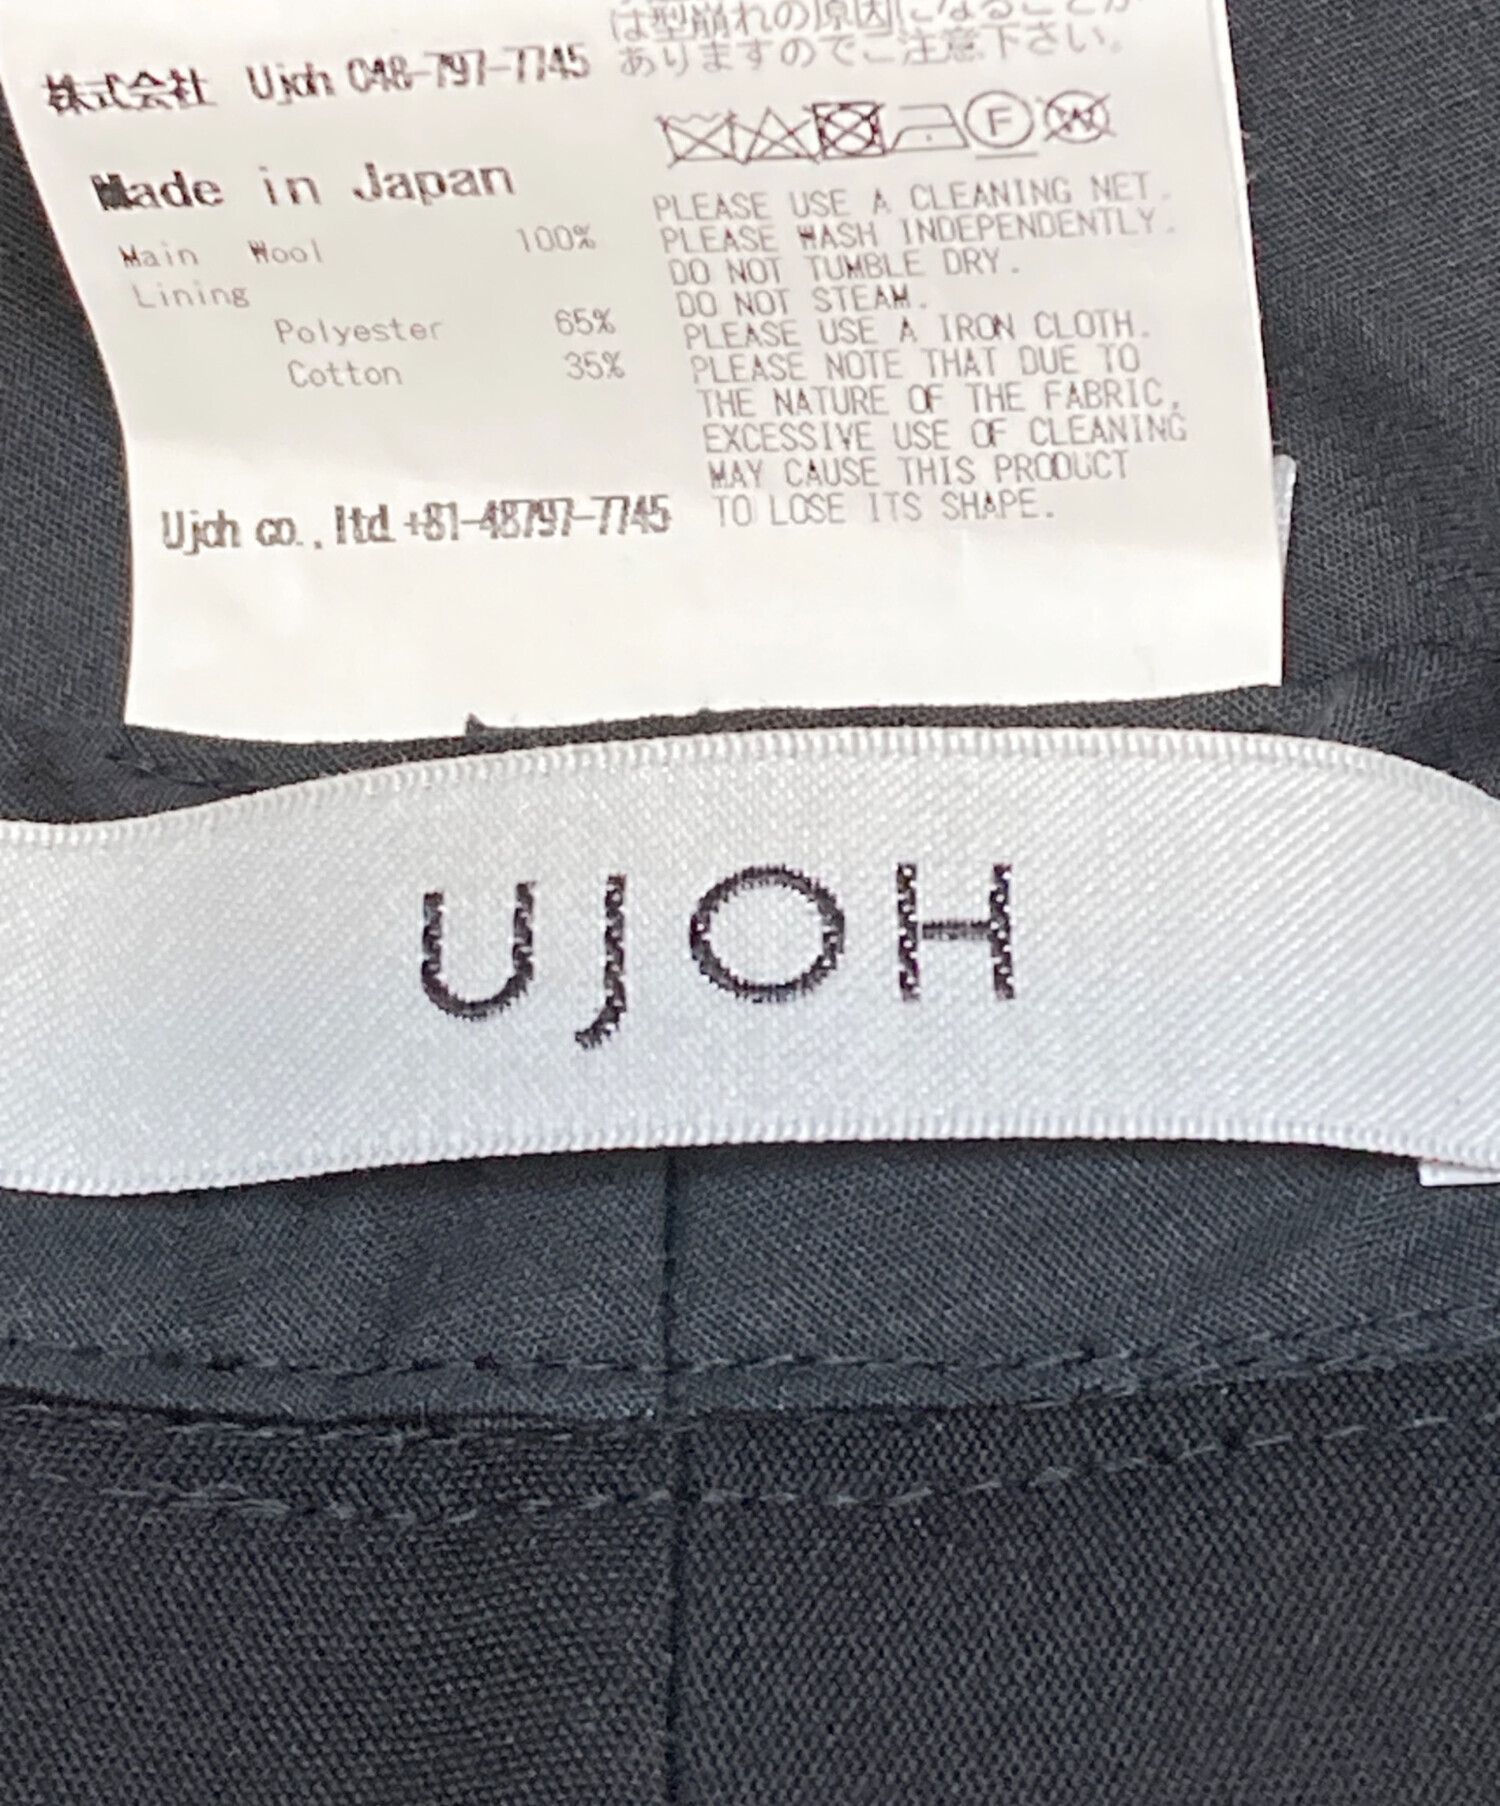 は型崩れの原因になることが
ありますのでご注意下さい。
株式会社 Ujoh 048-797-7745
Made in Japan
Main Wool 100%
Lining
Polyester 65%
Cotton 35%
Ujoh co., ltd +81-48797-7745
F
W
PLEASE USE A CLEANING NET.
PLEASE WASH INDEPENDENTLY.
DO NOT TUMBLE DRY.
DO NOT STEAM.
PLEASE USE A IRON CLOTH.
PLEASE NOTE THAT DUE TO
THE NATURE OF THE FABRIC,
EXCESSIVE USE OF CLEANING
MAY CAUSE THIS PRODUCT
TO LOSE ITS SHAPE.
UJOH